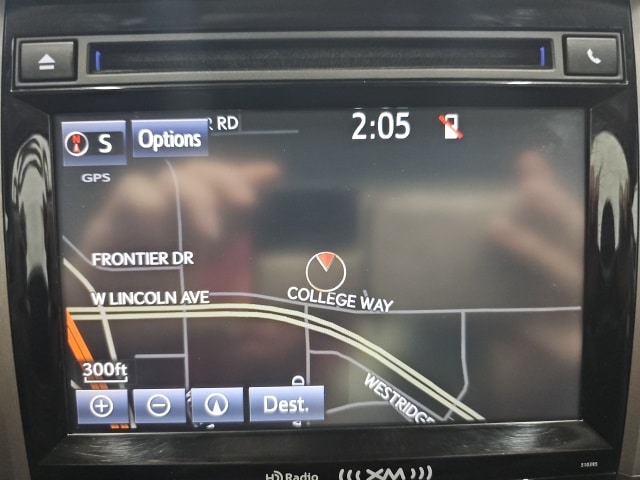 RD
2:05
N
S
Options
GPS
FRONTIER DR
W LINCOLN AVE
COLLEGE WAY
300ft
WESTRIDGE
D
Dest.
HD Radio
((( XM )))